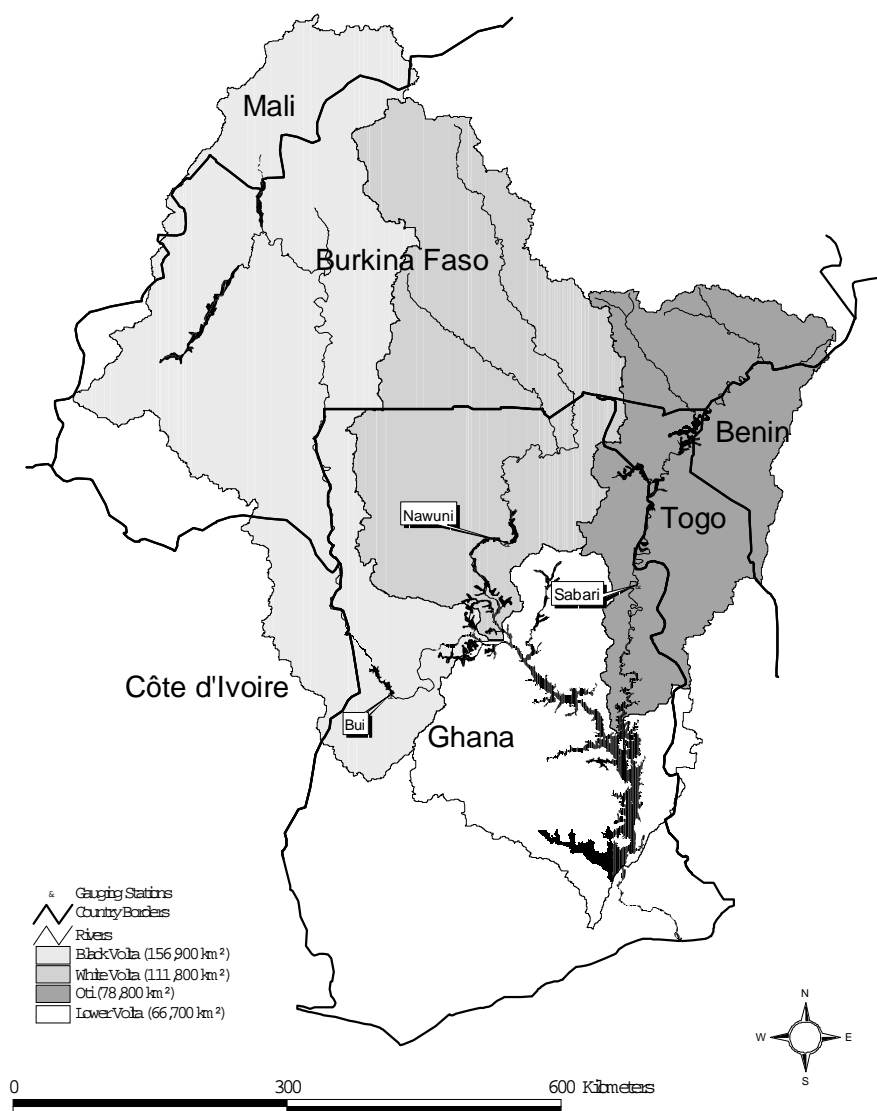 Mali
Burkina Faso
Benin
Nawuni
Togo
Sabari
Côte d'Ivoire
Bui
Ghana
& Gauging Stations
Country Borders
Rivers
Black Volta (156,900 km²)
White Volta (111,800 km²)
Oti (78,800 km²)
Lower Volta (66,700 km²)
N
W E
S
0 300 600 Kilometers